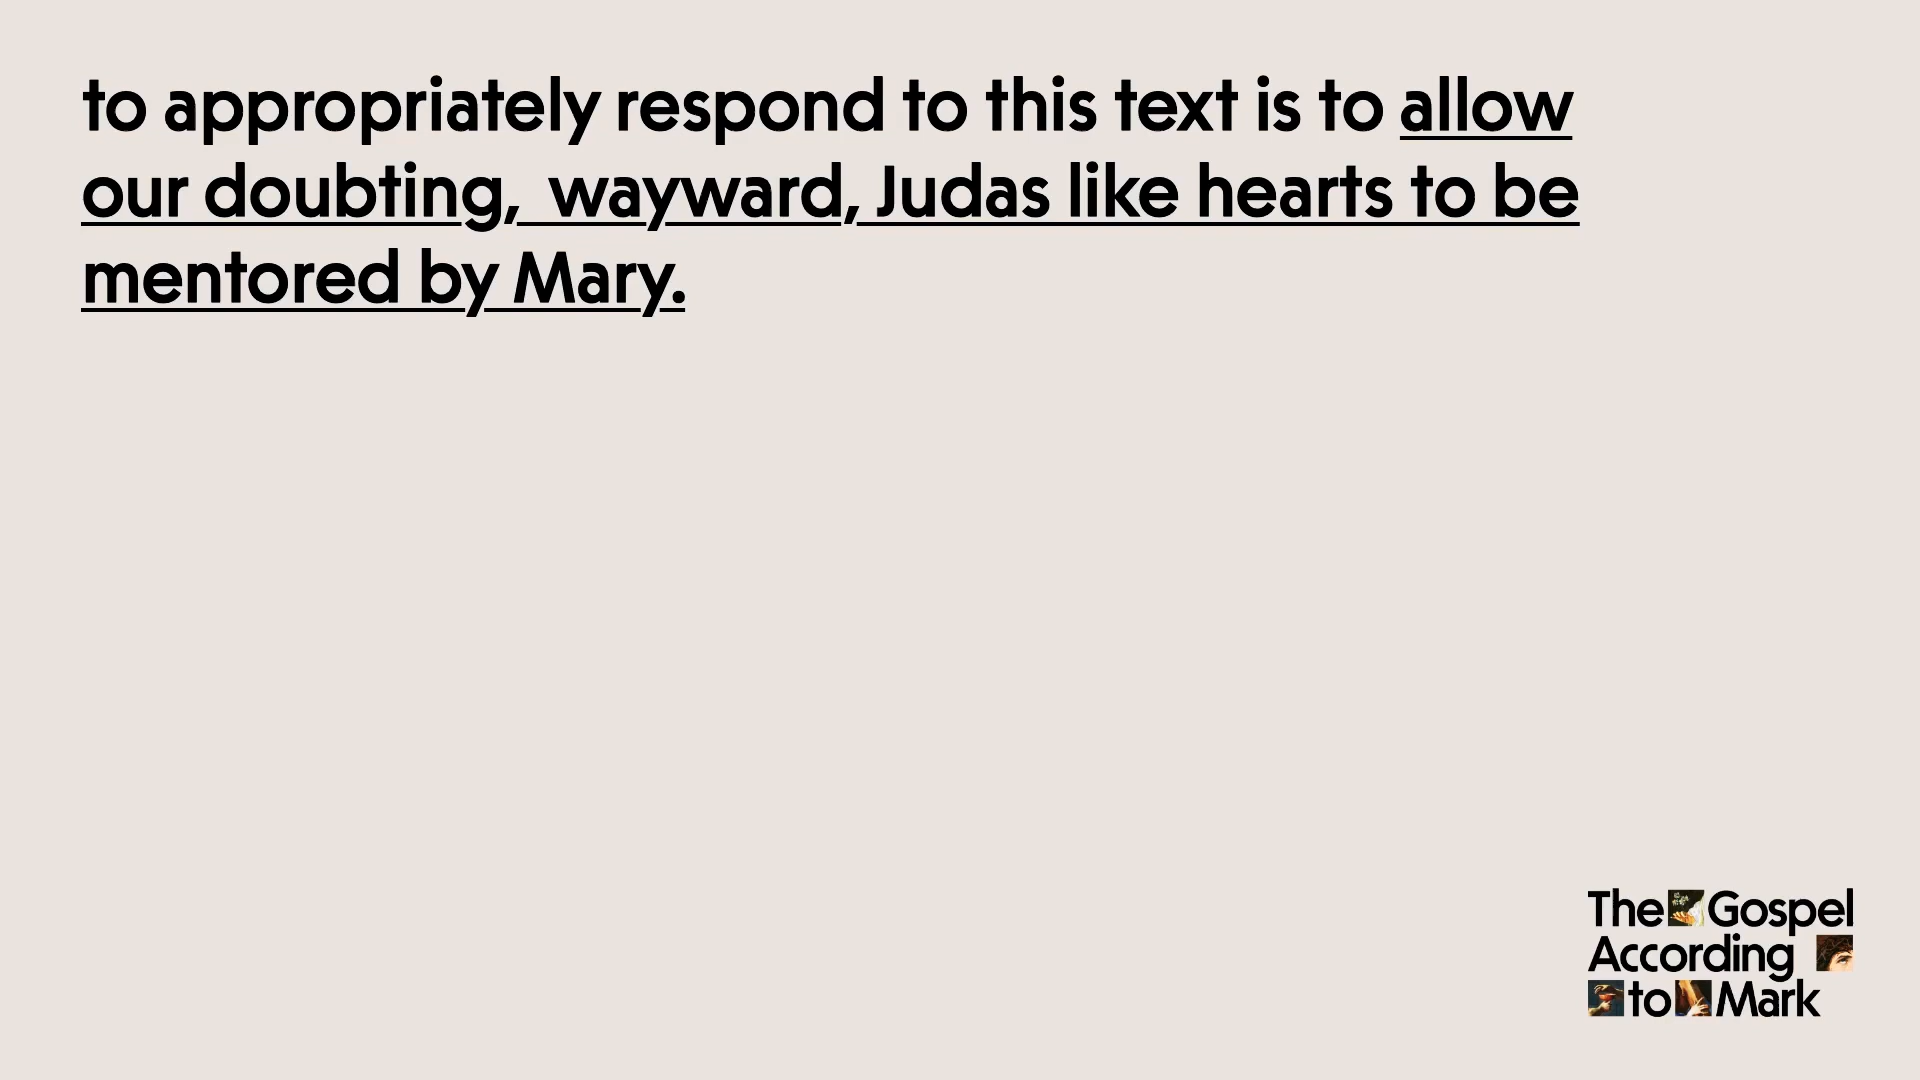 to appropriately respond to this text is to allow
our doubting,  wayward, Judas like hearts to be
mentored by Mary.
The Gospel
According
to Mark